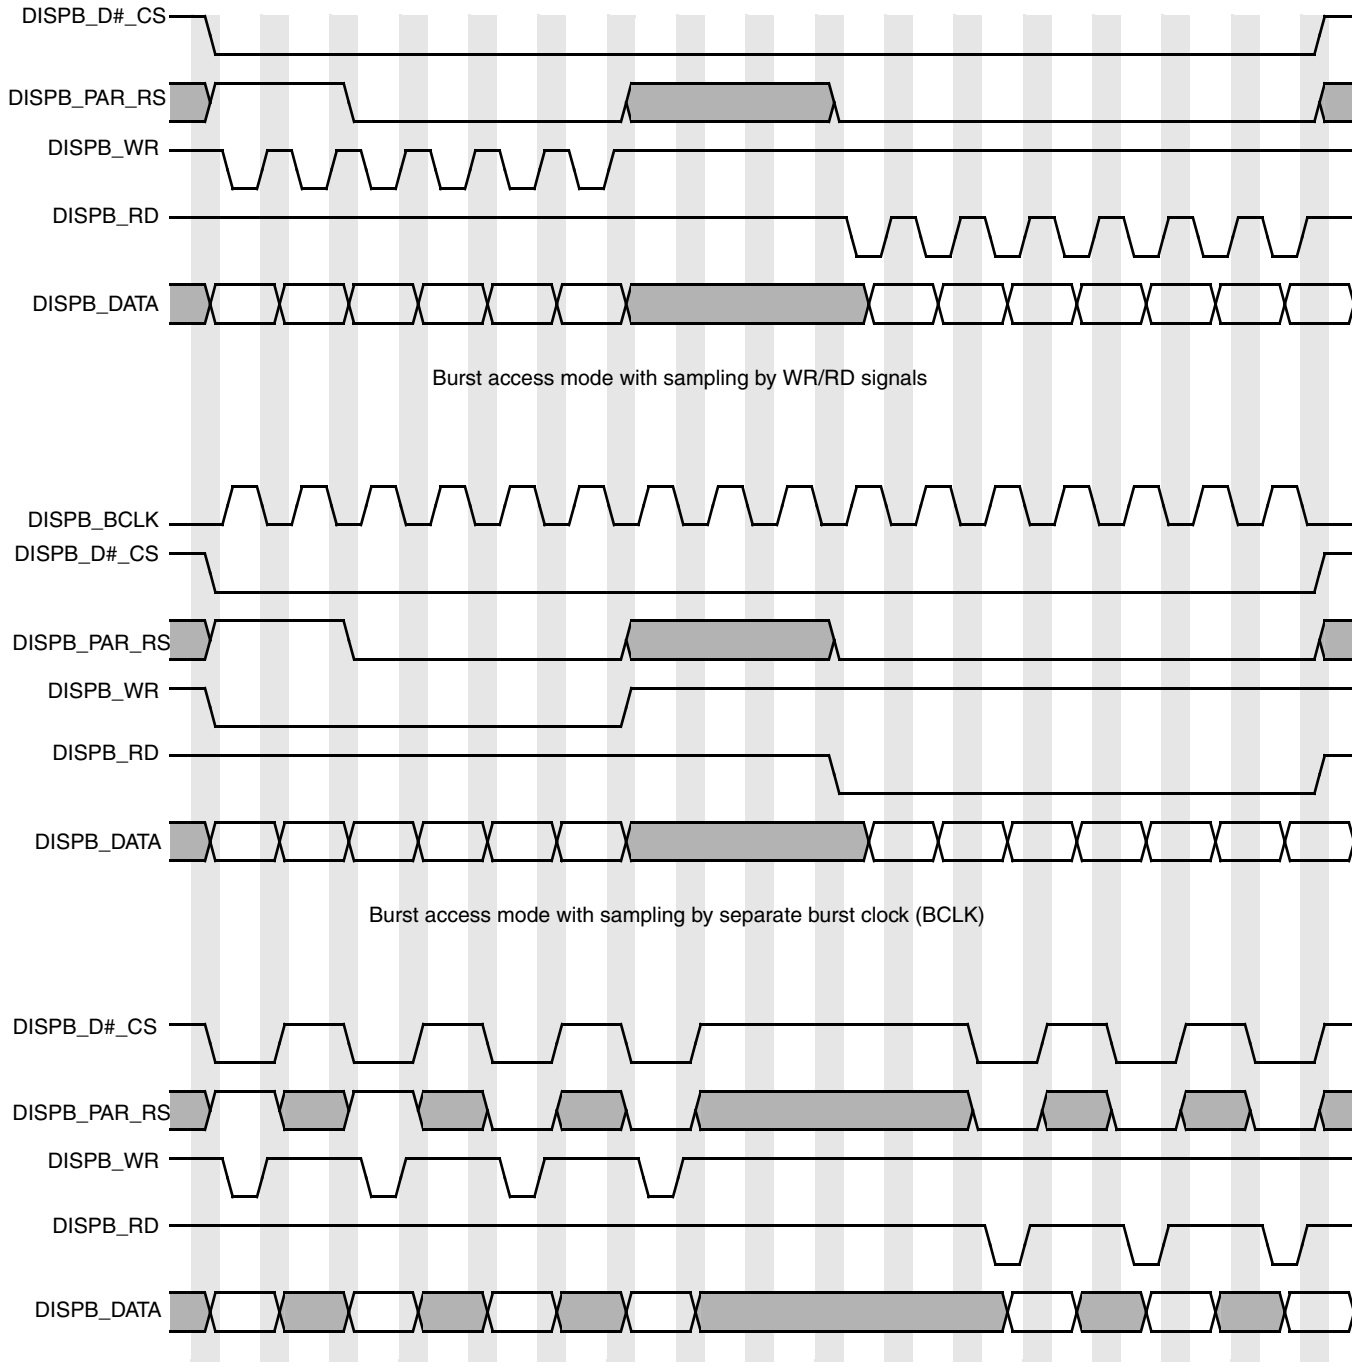 DISPB_D#_CS
DISPB_PAR_RS
DISPB_WR
DISPB_RD
DISPB_DATA
Burst access mode with sampling by WR/RD signals
DISPB_BCLK
DISPB_D#_CS
DISPB_PAR_RS
DISPB_WR
DISPB_RD
DISPB_DATA
Burst access mode with sampling by separate burst clock (BCLK)
DISPB_D#_CS
DISPB_PAR_RS
DISPB_WR
DISPB_RD
DISPB_DATA